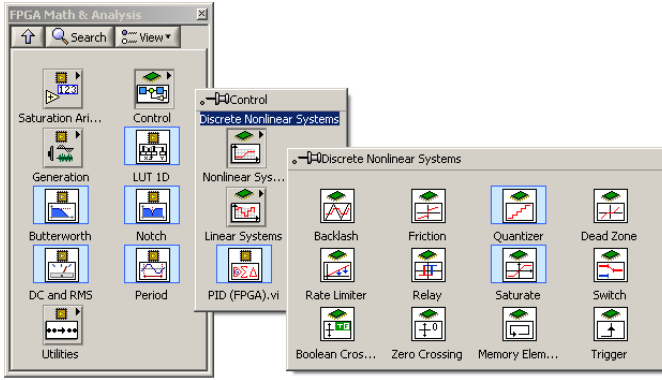 FPGA Math & Analysis
Search
View
Saturation Ari...
Control
Generation
LUT 1D
Butterworth
Notch
DC and RMS
Period
Utilities
Control
Discrete Nonlinear Systems
Nonlinear Sys...
Linear Systems
PID (FPGA).vi
Discrete Nonlinear Systems
Backlash
Friction
Quantizer
Dead Zone
Rate Limiter
Relay
Saturate
Switch
Boolean Cros...
Zero Crossing
Memory Elem...
Trigger